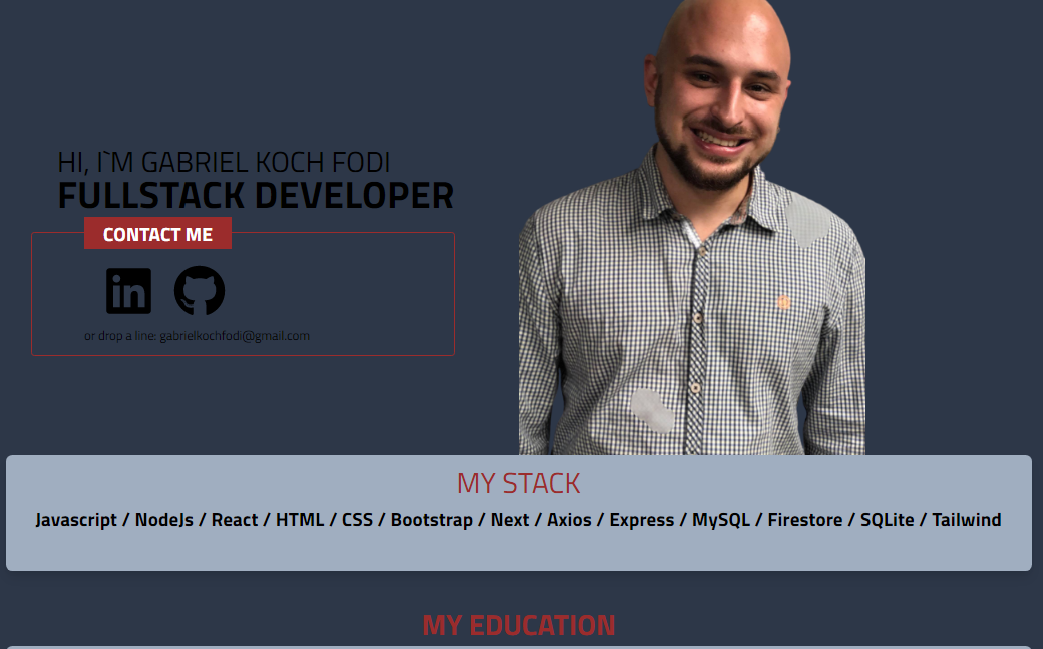 HI, I`M GABRIEL KOCH FODI
FULLSTACK DEVELOPER
CONTACT ME
in
or drop a line: gabrielkochfodi@gmail.com
MY STACK
Javascript / NodeJs / React / HTML / CSS / Bootstrap / Next / Axios / Express / MySQL / Firestore / SQLite / Tailwind
MY EDUCATION